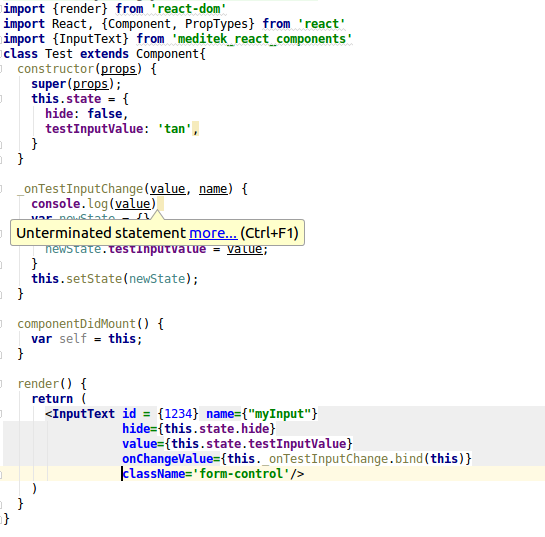 import {render} from 'react-dom'
import React, {Component, PropTypes} from 'react'
import {InputText} from 'meditek_react_components'
class Test extends Component{
constructor(props) {
super(props);
this.state = {
hide: false,
testInputValue: 'tan',
}
}
_onTestInputChange(value, name) {
console.log(value)
var newState = {}
Unterminated statement more... (Ctrl+F1)
newState.testInputValue = value;
}
this.setState(newState);
}
componentDidMount() {
var self = this;
}
render() {
return (
<InputText id = {1234} name={"myInput"}
hide={this.state.hide}
value={this.state.testInputValue}
onChangeValue={this._onTestInputChange.bind(this)}
className='form-control'/>
)
}
}